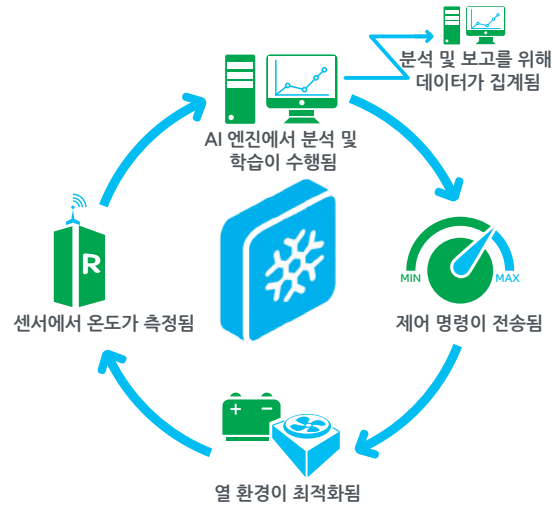 분석 및 보고를 위해
데이터가 집계됨
AI 엔진에서 분석 및
학습이 수행됨
R
센서에서 온도가 측정됨
MIN
MAX
제어 명령이 전송됨
+ -
열 환경이 최적화됨